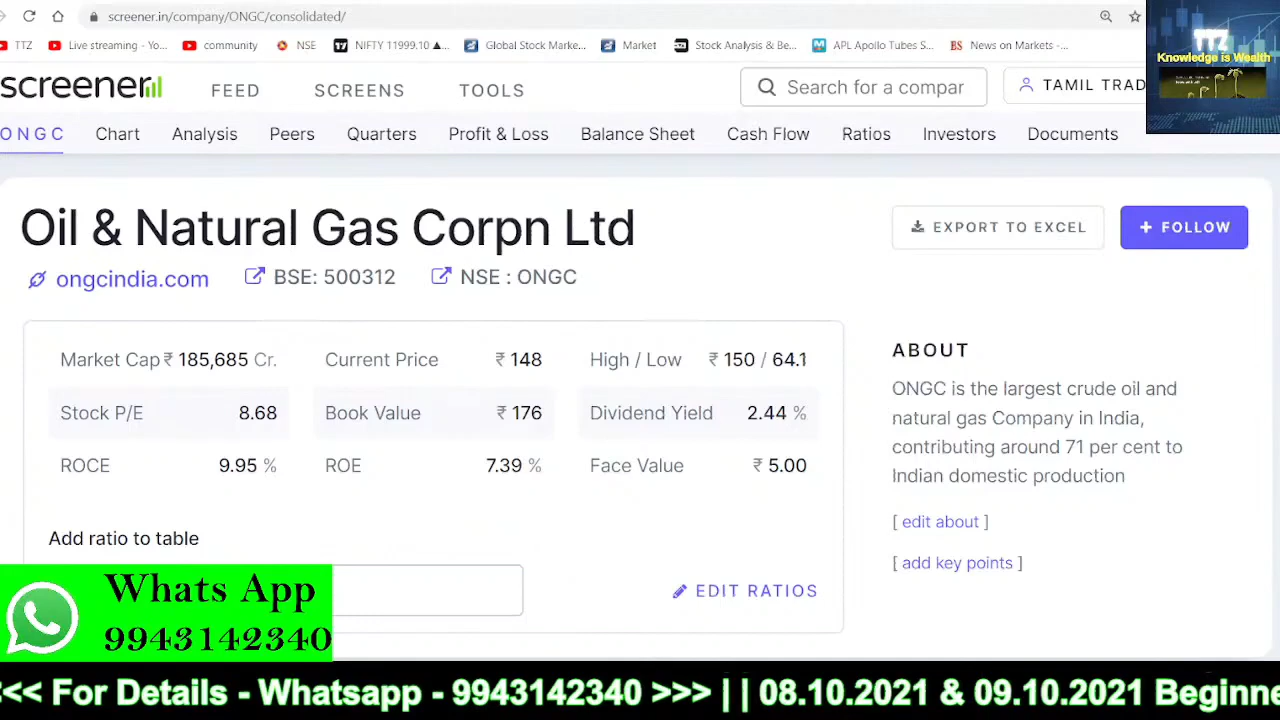 screener.in/company/ONGC/consolidated/
TTZ Live streaming - Yo... community NSE NIFTY 11995.10 ▲... Global Stock Marke... Market Stock Analysis & Be... APL Apollo Tubes S... BS News on Markets -...
TTZ
Knowledge is Wealth
screener FEED SCREENS TOOLS Search for a compar TAMIL TRAD
ONGC Chart Analysis Peers Quarters Profit & Loss Balance Sheet Cash Flow Ratios Investors Documents
Oil & Natural Gas Corpn Ltd
EXPORT TO EXCEL + FOLLOW
ongcindia.com BSE: 500312 NSE : ONGC
Market Cap ₹ 185,685 Cr. Current Price ₹ 148 High / Low ₹ 150 / 64.1
Stock P/E 8.68 Book Value ₹ 176 Dividend Yield 2.44 %
ROCE 9.95 % ROE 7.39 % Face Value ₹ 5.00
Add ratio to table
EDIT RATIOS
ABOUT
ONGC is the largest crude oil and
natural gas Company in India,
contributing around 71 per cent to
Indian domestic production
[ edit about ]
[ add key points ]
Whats App
9943142340
<< For Details - Whatsapp - 9943142340 >>> || 08.10.2021 & 09.10.2021 Beginne